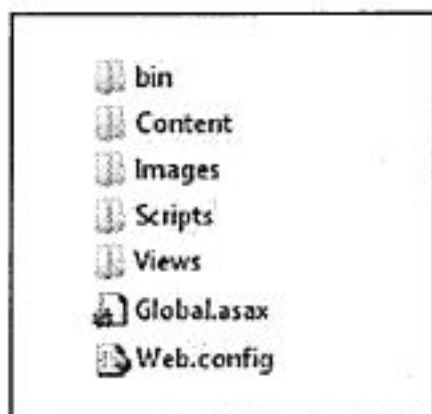 bin
Content
Images
Scripts
Views
Global.asax
Web.config